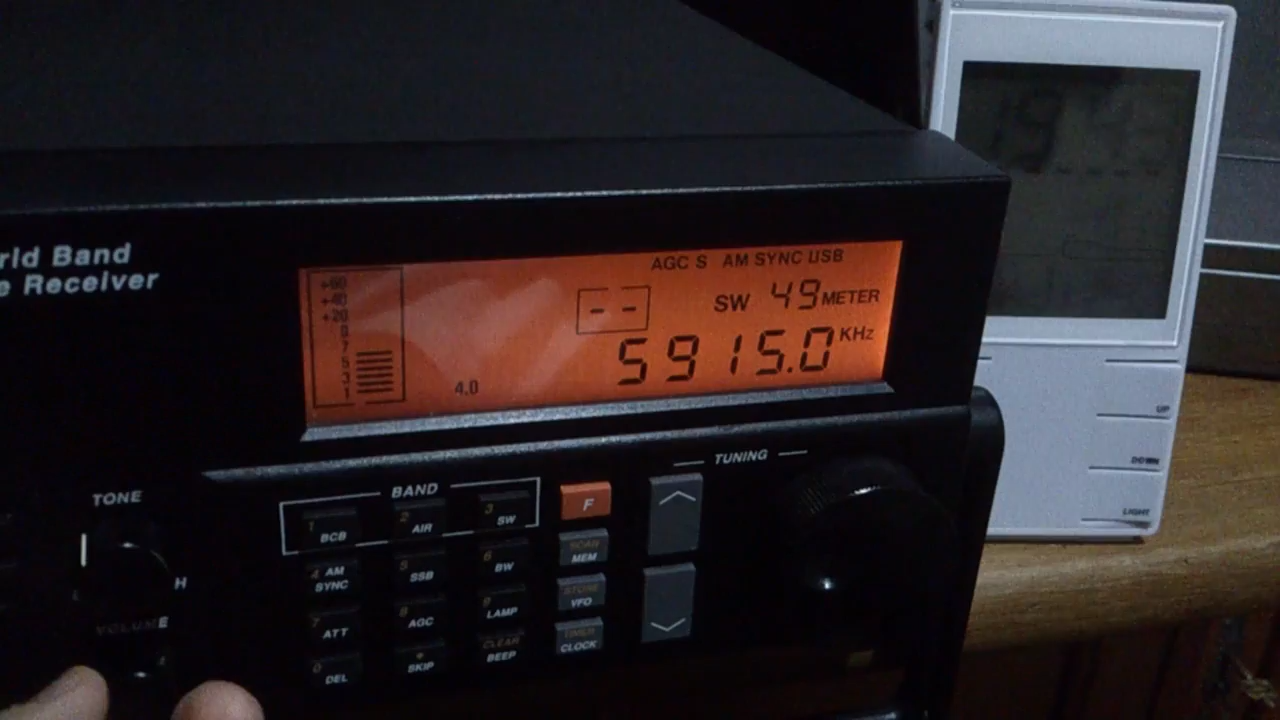 rld Band
e Receiver
AGC S AM SYNC USB
+60
+40
+20
9
7
5
3
1
- -
SW 49 METER
5915.0 KHz
4.0
TONE
H
VOLUME
BAND
1 BCB
2 AIR
3 SW
F
4 AM SYNC
5 SSB
6 BW
SCAN
MEM
7 ATT
8 AGC
9 LAMP
STORE
VFO
0 DEL
SKIP
CLEAR
BEEP
TIMER
CLOCK
TUNING
UP
DOWN
LIGHT